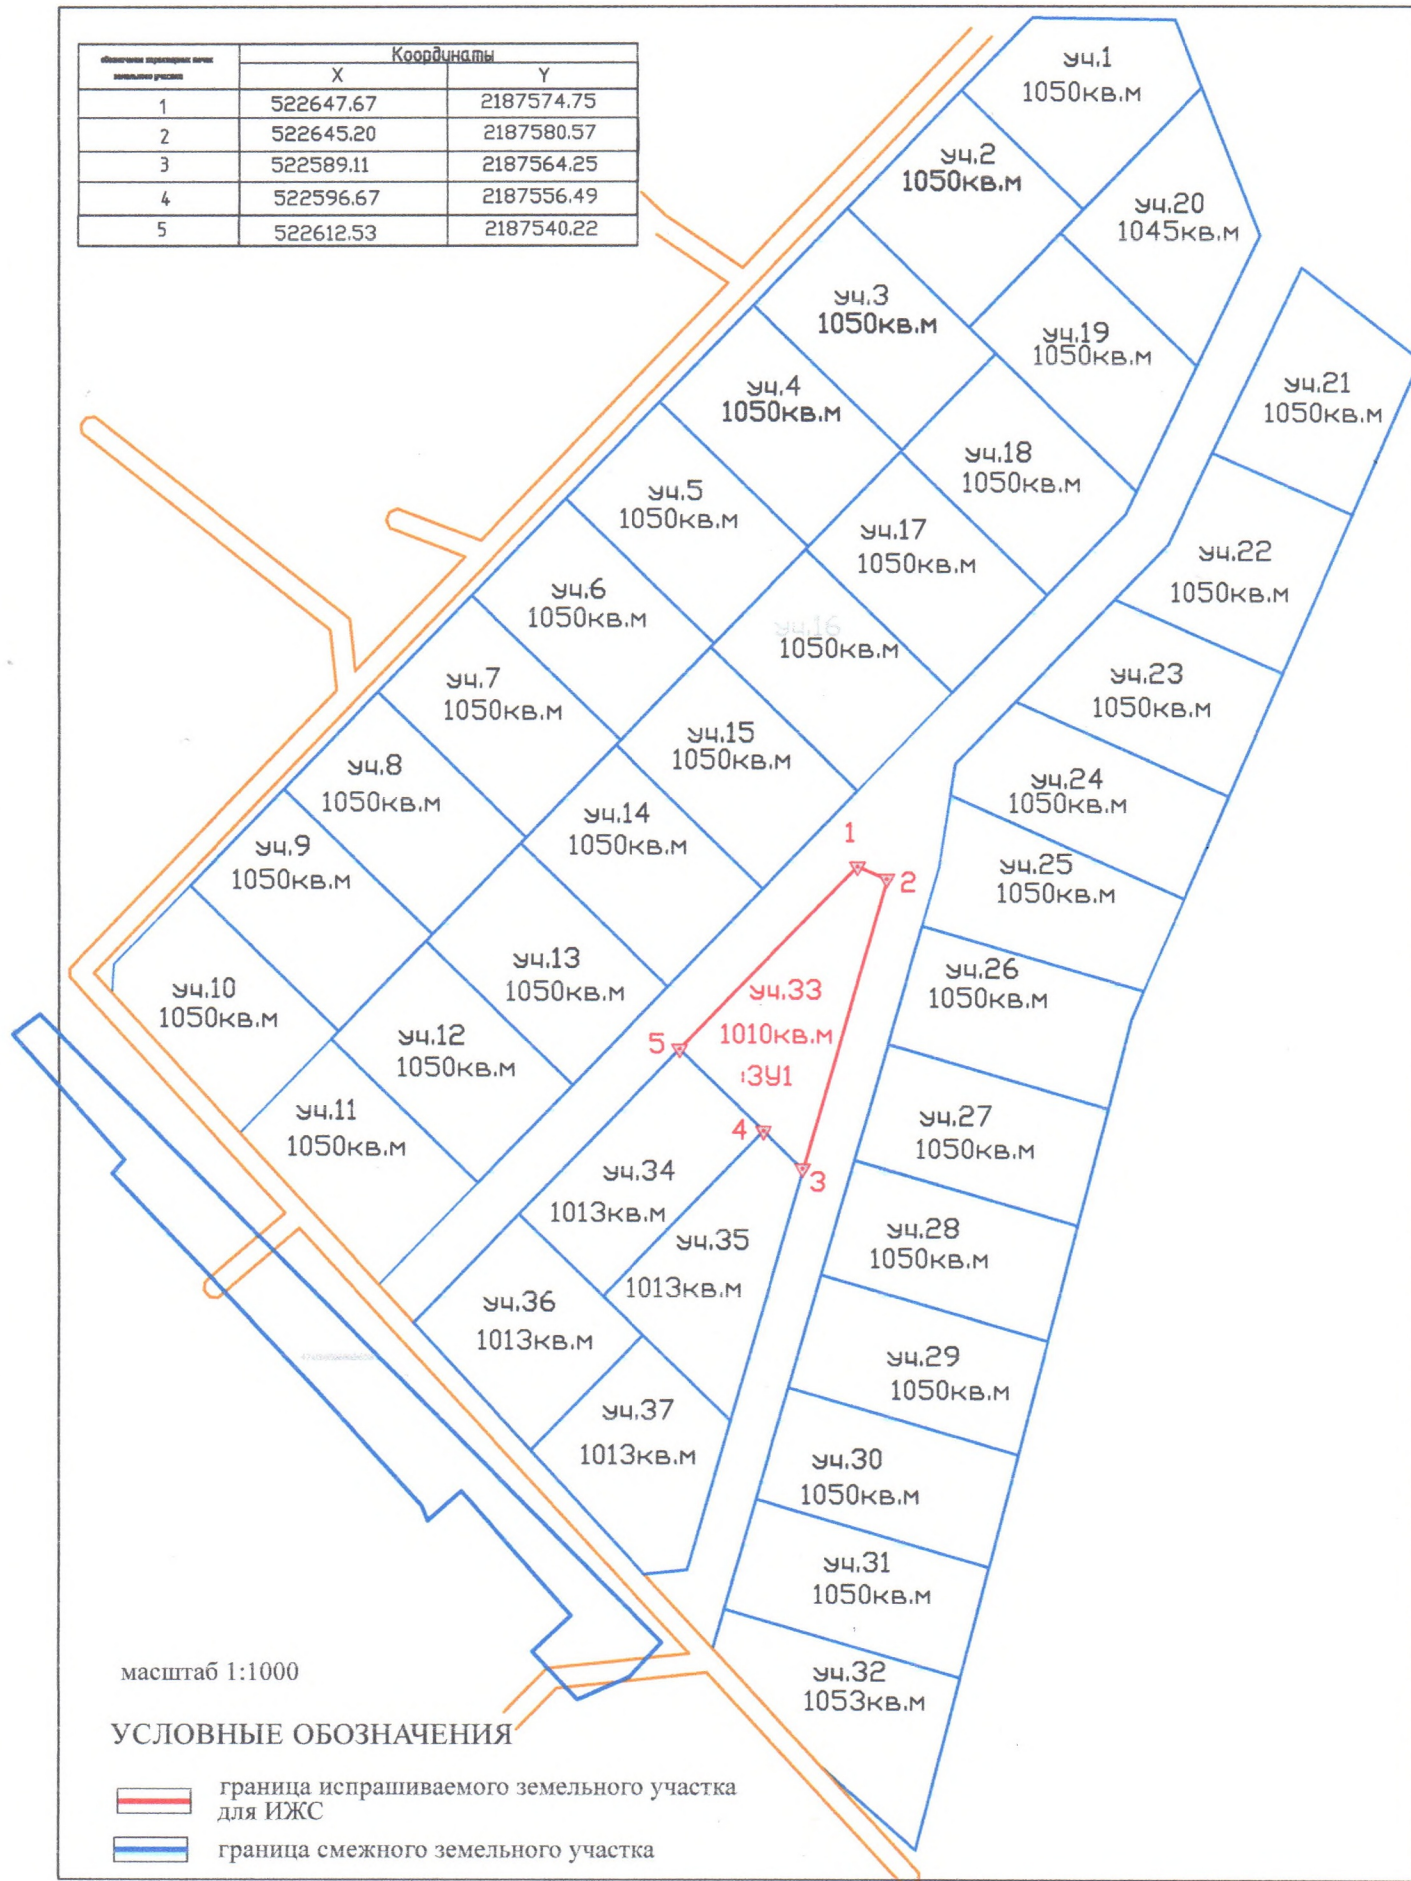 Координаты
X Y
1 522647.67 2187574.75
2 522645.20 2187580.57
3 522589.11 2187564.25
4 522596.67 2187556.49
5 522612.53 2187540.22
уч.1
1050кв.м
уч.2
1050кв.м
уч.20
1045кв.м
уч.3
1050кв.м
уч.19
1050кв.м
уч.4
1050кв.м
уч.21
1050кв.м
уч.18
1050кв.м
уч.5
1050кв.м
уч.17
1050кв.м
уч.22
1050кв.м
уч.6
1050кв.м
уч.16
1050кв.м
уч.23
1050кв.м
уч.7
1050кв.м
уч.15
1050кв.м
уч.8
1050кв.м
уч.24
1050кв.м
уч.14
1050кв.м
уч.9
1050кв.м
1
2
уч.25
1050кв.м
уч.13
1050кв.м
уч.26
1050кв.м
уч.10
1050кв.м
уч.33
1010кв.м
:ЗУ1
5
4
3
уч.12
1050кв.м
уч.11
1050кв.м
уч.27
1050кв.м
уч.34
1013кв.м
уч.35
1013кв.м
уч.28
1050кв.м
уч.36
1013кв.м
уч.29
1050кв.м
уч.37
1013кв.м
уч.30
1050кв.м
уч.31
1050кв.м
уч.32
1053кв.м
масштаб 1:1000
УСЛОВНЫЕ ОБОЗНАЧЕНИЯ
граница испрашиваемого земельного участка
для ИЖС
граница смежного земельного участка